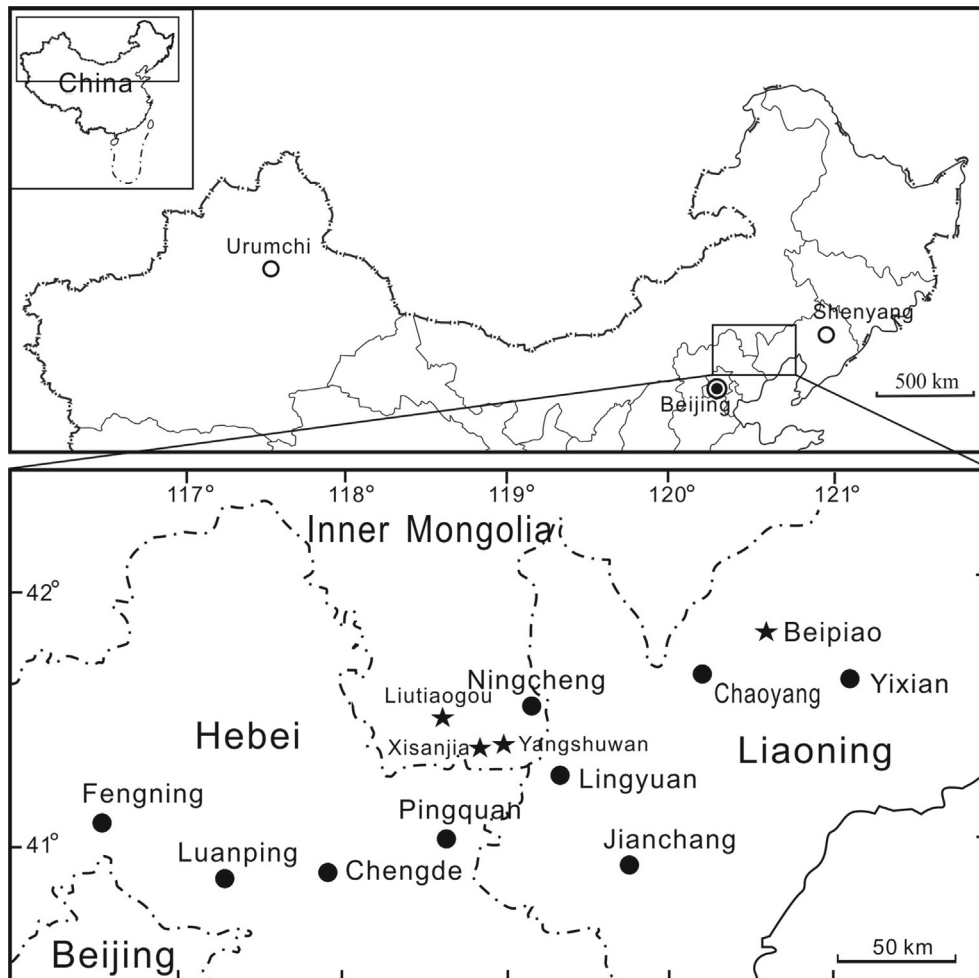 China
Urumchi
Shenyang
Beijing
500 km
117° 118° 119° 120° 121°
Inner Mongolia
42°
Beipiao
Ningcheng
Liutiaogou
Chaoyang
Yixian
Hebei
Xisanjia
Yangshuwan
Liaoning
Lingyuan
Fengning
Pingquan
41°
Luanping
Chengde
Jianchang
Beijing
50 km